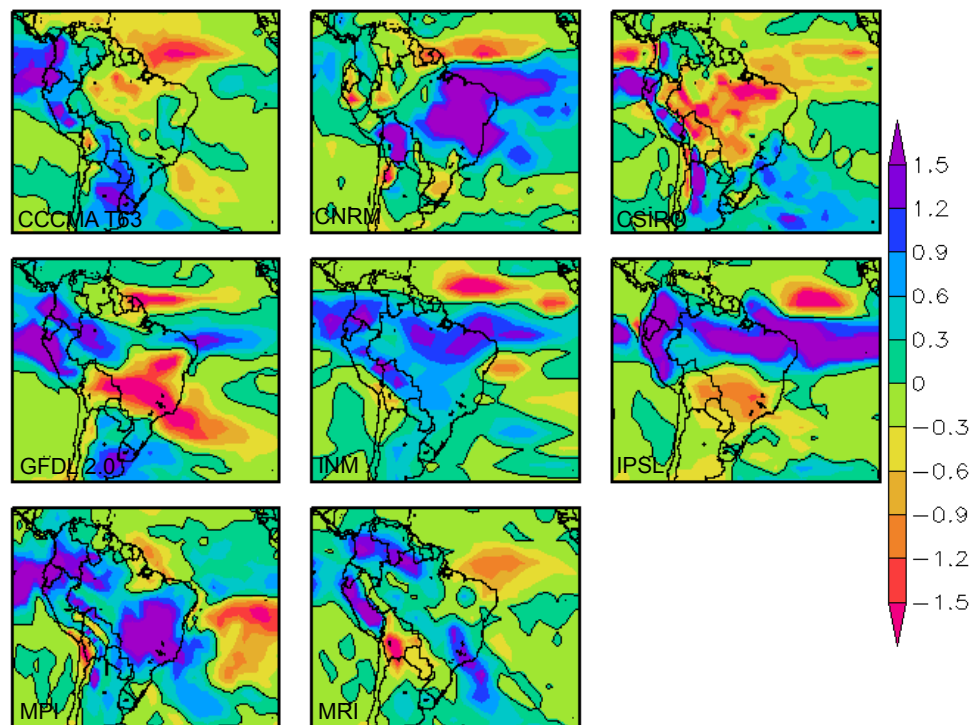 CCCMA T63
CNRM
CSIRO
GFDL 2.0
INM
IPSL
MPI
MRI
1.5
1.2
0.9
0.6
0.3
0
−0.3
−0.6
−0.9
−1.2
−1.5